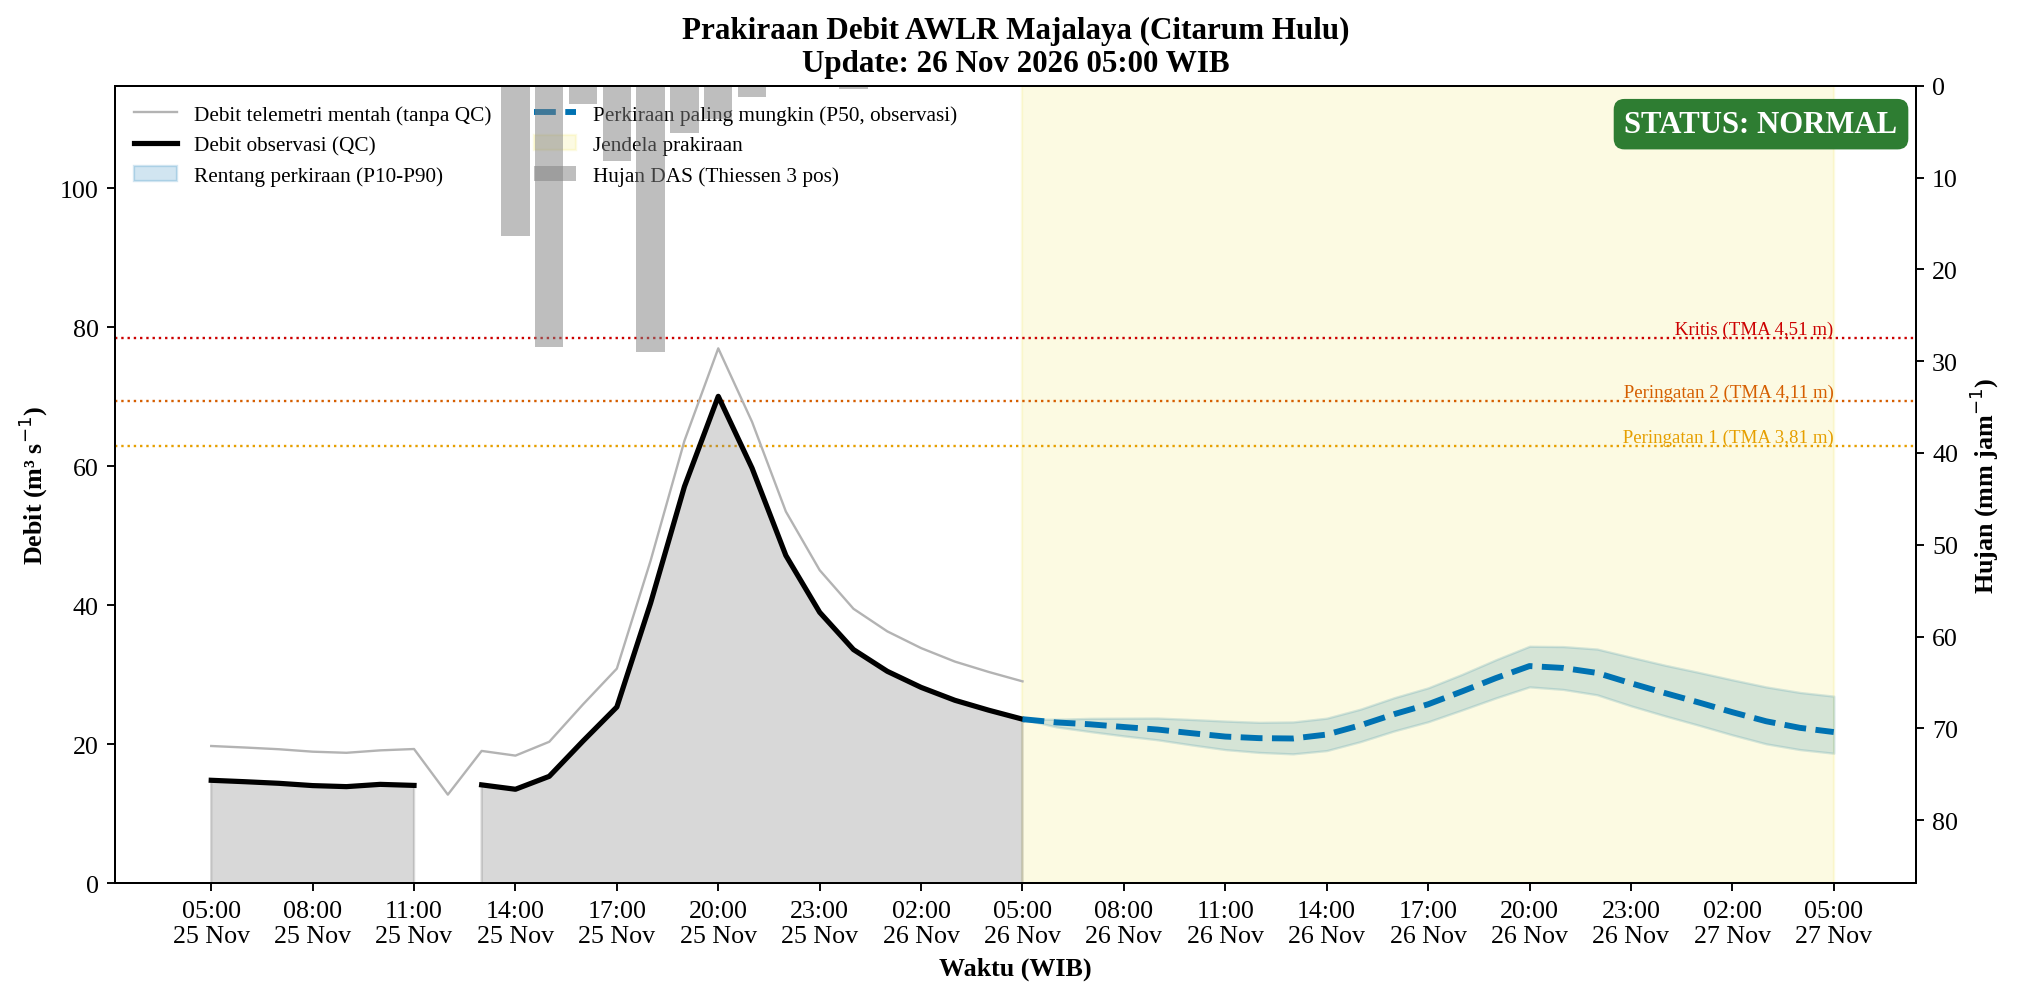 Prakiraan Debit AWLR Majalaya (Citarum Hulu)
Update: 26 Nov 2026 05:00 WIB
Debit telemetri mentah (tanpa QC)
Debit observasi (QC)
Rentang perkiraan (P10-P90)
Perkiraan paling mungkin (P50, observasi)
Jendela prakiraan
Hujan DAS (Thiessen 3 pos)
STATUS: NORMAL
Kritis (TMA 4,51 m)
Peringatan 2 (TMA 4,11 m)
Peringatan 1 (TMA 3,81 m)
Debit (m³ s⁻¹)
100
80
60
40
20
0
Hujan (mm jam⁻¹)
0
10
20
30
40
50
60
70
80
05:00 08:00 11:00 14:00 17:00 20:00 23:00 02:00 05:00 08:00 11:00 14:00 17:00 20:00 23:00 02:00 05:00
25 Nov 25 Nov 25 Nov 25 Nov 25 Nov 25 Nov 25 Nov 26 Nov 26 Nov 26 Nov 26 Nov 26 Nov 26 Nov 26 Nov 26 Nov 27 Nov 27 Nov
Waktu (WIB)